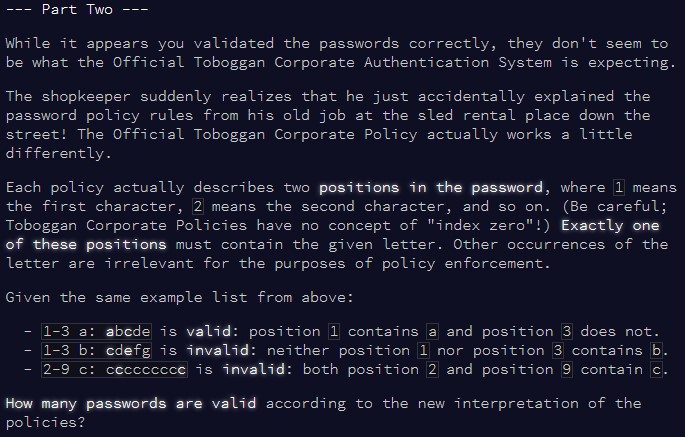 --- Part Two ---
While it appears you validated the passwords correctly, they don't seem to
be what the Official Toboggan Corporate Authentication System is expecting.
The shopkeeper suddenly realizes that he just accidentally explained the
password policy rules from his old job at the sled rental place down the
street! The Official Toboggan Corporate Policy actually works a little
differently.
Each policy actually describes two positions in the password, where 1 means
the first character, 2 means the second character, and so on. (Be careful;
Toboggan Corporate Policies have no concept of "index zero"!) Exactly one
of these positions must contain the given letter. Other occurrences of the
letter are irrelevant for the purposes of policy enforcement.
Given the same example list from above:
- 1-3 a: abcde is valid: position 1 contains a and position 3 does not.
- 1-3 b: cdefg is invalid: neither position 1 nor position 3 contains b.
- 2-9 c: ccccccccc is invalid: both position 2 and position 9 contain c.
How many passwords are valid according to the new interpretation of the
policies?